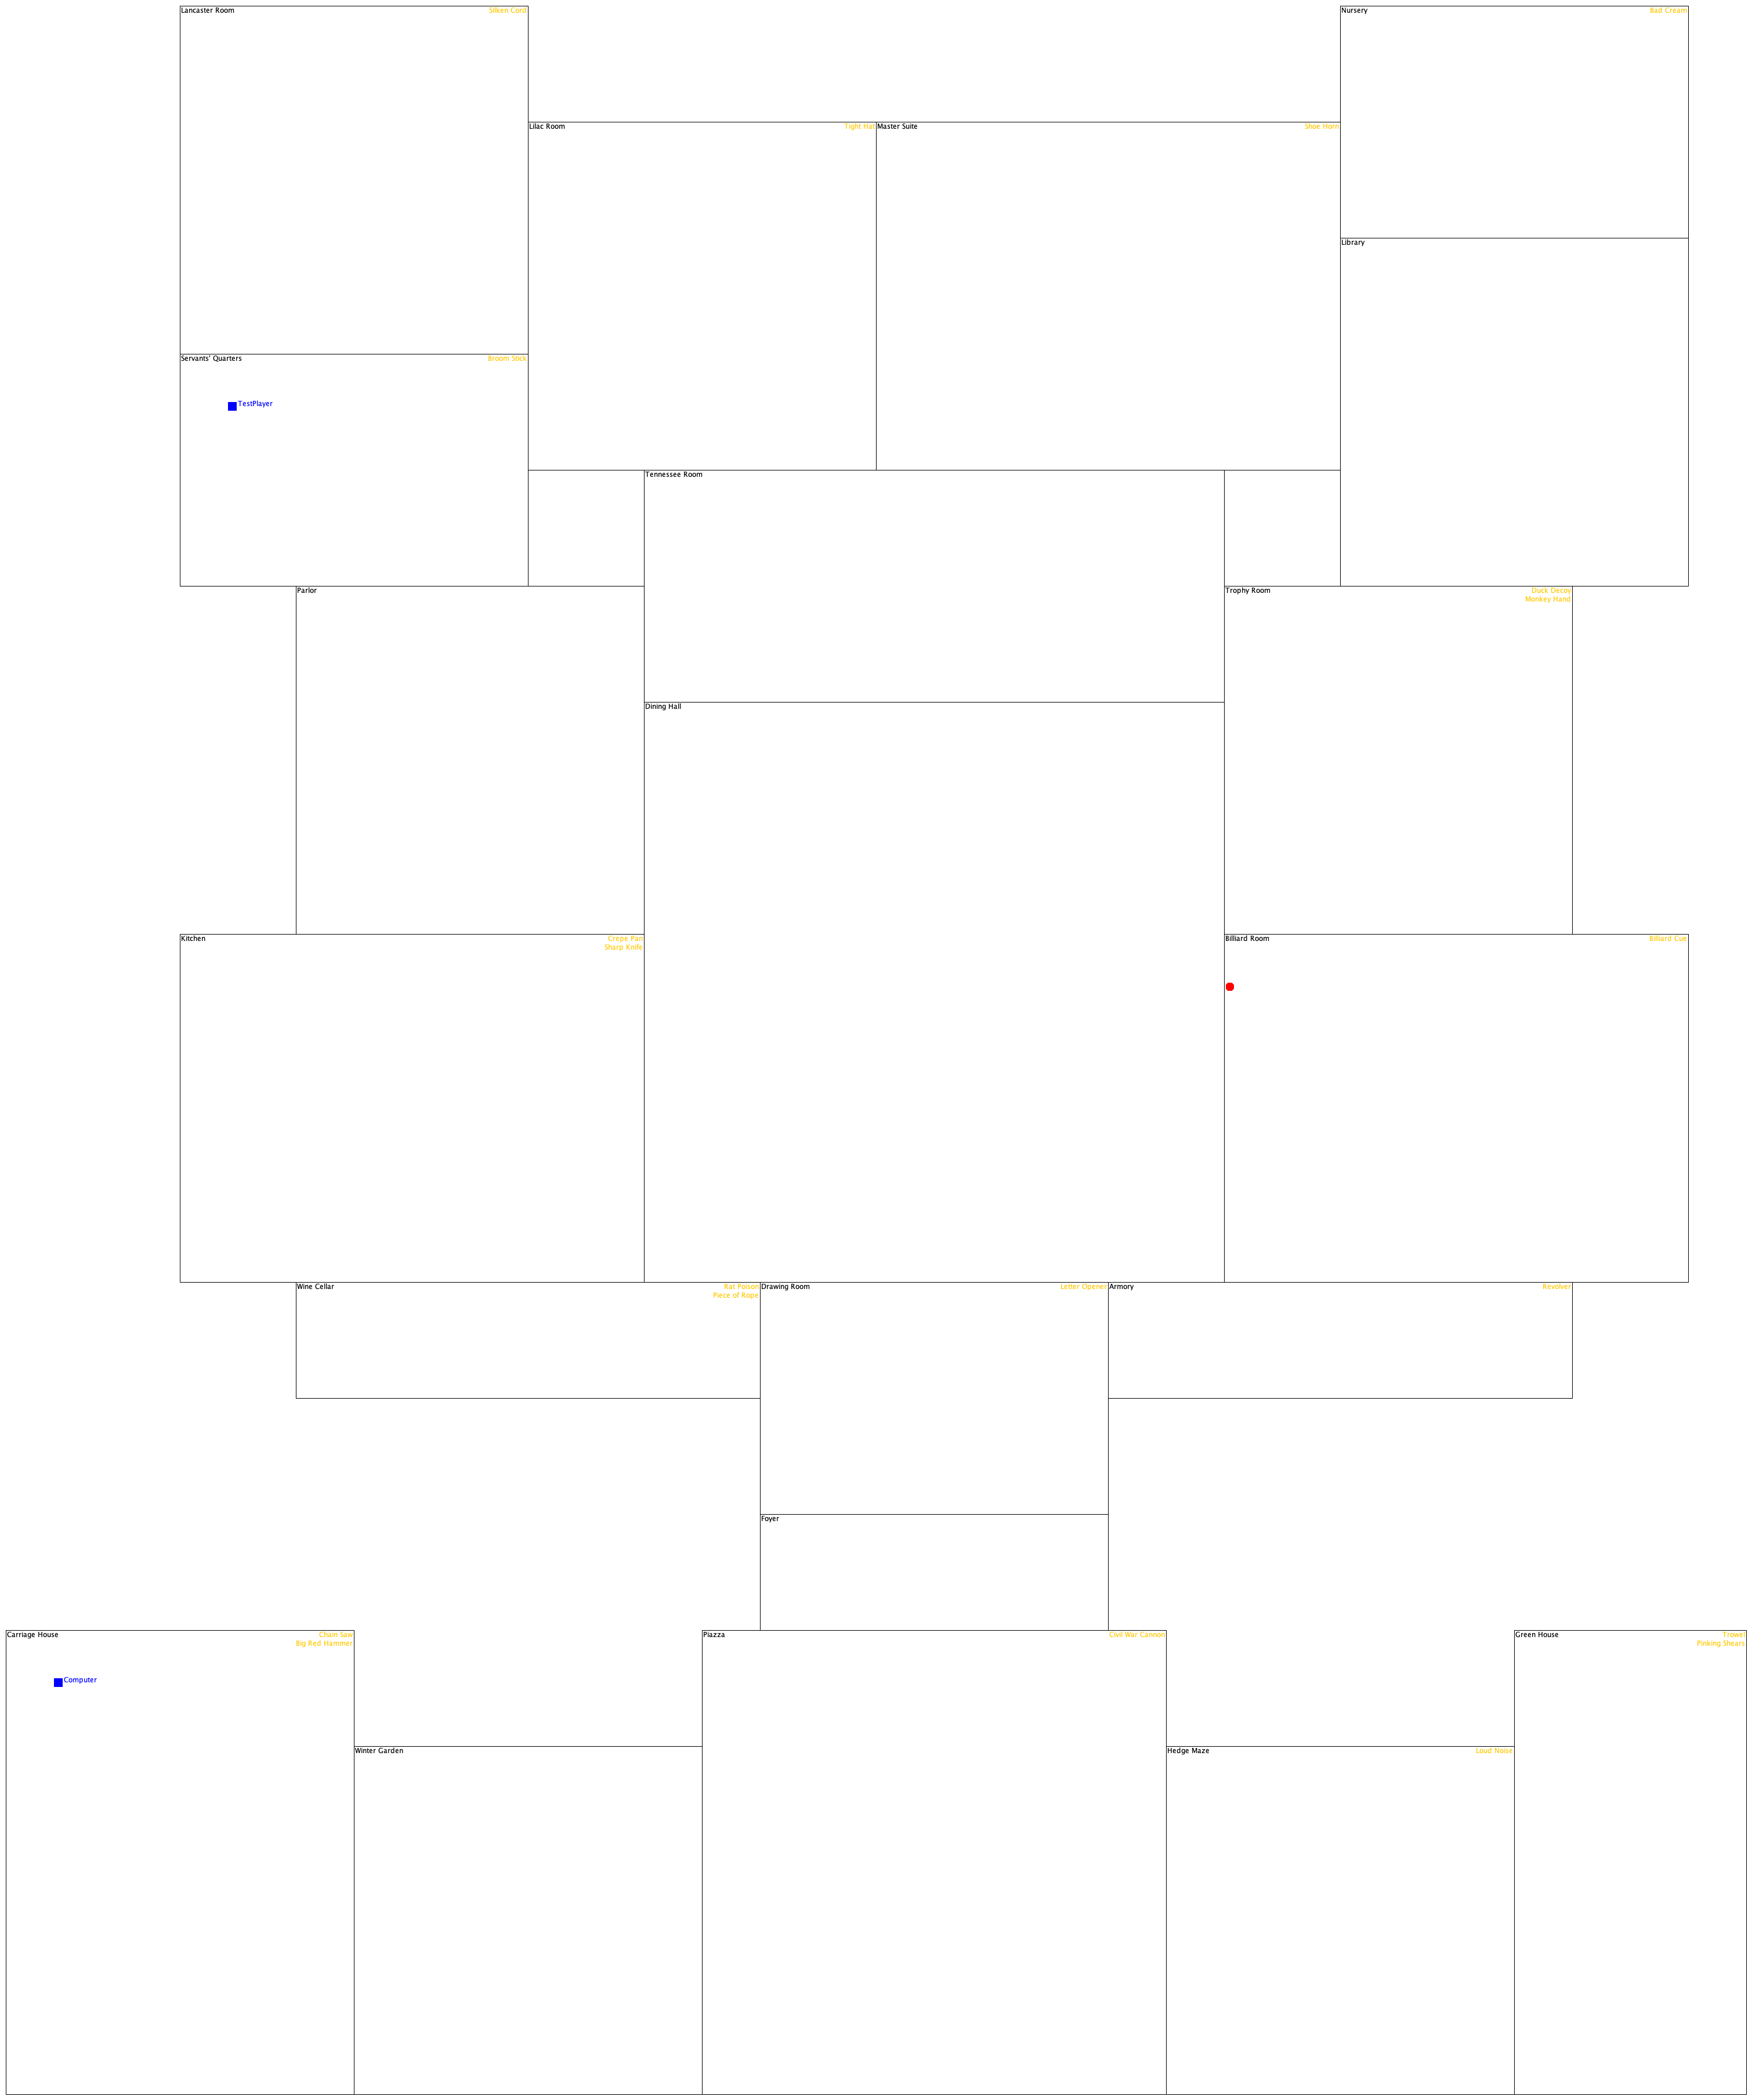 Lancaster Room
Silken Cord
Nursery
Bad Cream
Lilac Room
Tight Hat
Master Suite
Shoe Horn
Library
Servants' Quarters
Broom Stick
TestPlayer
Tennessee Room
Parlor
Trophy Room
Duck Decoy
Monkey Hand
Dining Hall
Kitchen
Crepe Pan
Sharp Knife
Billiard Room
Billiard Cue
Wine Cellar
Rat Poison
Piece of Rope
Drawing Room
Letter Opener
Armory
Revolver
Foyer
Carriage House
Chain Saw
Big Red Hammer
Computer
Piazza
Civil War Cannon
Green House
Trowel
Pinking Shears
Winter Garden
Hedge Maze
Loud Noise